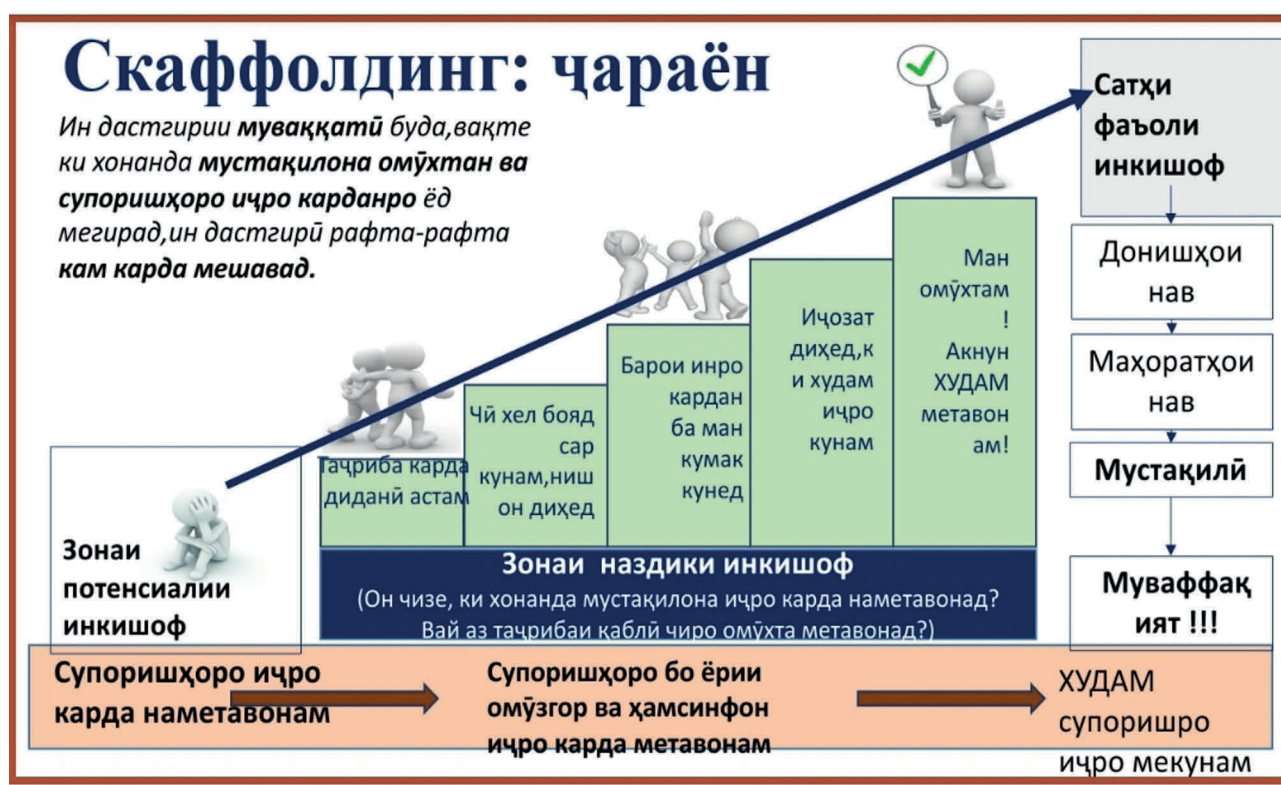 Скаффолдинг: ҷараён
Ин дастгирии муваққатӣ буда,вақте
ки хонанда мустақилона омӯхтан ва
супоришҳоро иҷро карданро ёд
мегирад,ин дастгирӣ рафта-рафта
кам карда мешавад.
Зонаи
потенсиалии
инкишоф
Таҷриба карда
диданӣ астам
Чӣ хел бояд
сар
кунам,ниш
он диҳед
Барои инро
кардан
ба ман
кумак
кунед
Иҷозат
диҳед,к
и худам
иҷро
кунам
Ман
омӯхтам
!
Акнун
ХУДАМ
метавон
ам!
Зонаи наздики инкишоф
(Он чизе, ки хонанда мустақилона иҷро карда наметавонад?
Вай аз таҷрибаи қаблӣ чиро омӯхта метавонад?)
Сатҳи
фаъоли
инкишоф
Донишҳои
нав
Маҳоратҳои
нав
Мустақилӣ
Муваффақ
ият !!!
Супоришҳоро иҷро
карда наметавонам
Супоришҳоро бо ёрии
омӯзгор ва ҳамсинфон
иҷро карда метавонам
ХУДАМ
супоришро
иҷро мекунам